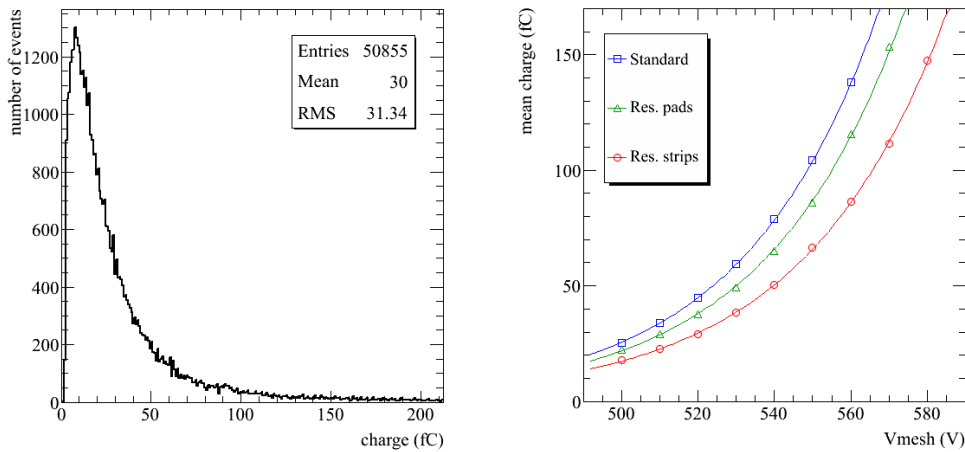 number of events
1200
1000
800
600
400
200
0
0
50
100
150
200
charge (fC)
Entries 50855
Mean 30
RMS 31.34
mean charge (fC)
150
100
50
0
500
520
540
560
580
Vmesh (V)
Standard
Res. pads
Res. strips